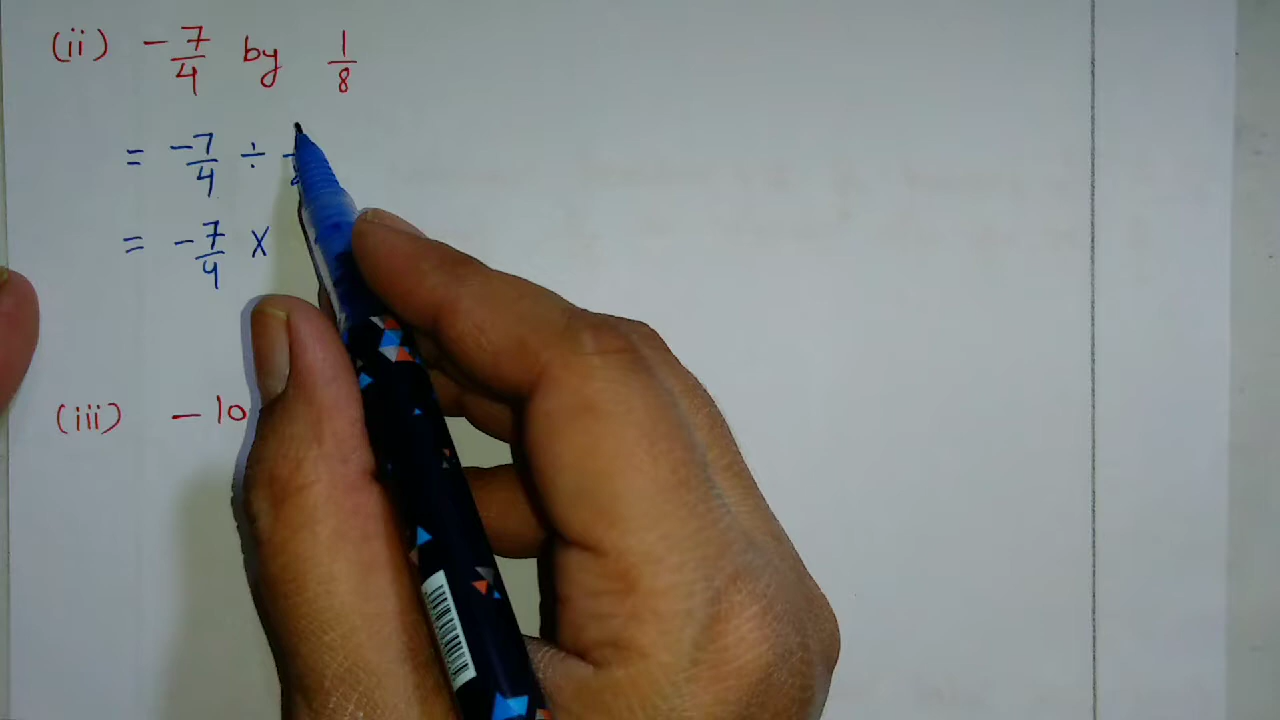 (ii) -7/4 by 1/8
= -7/4 ÷
= -7/4 ×
(iii) -10